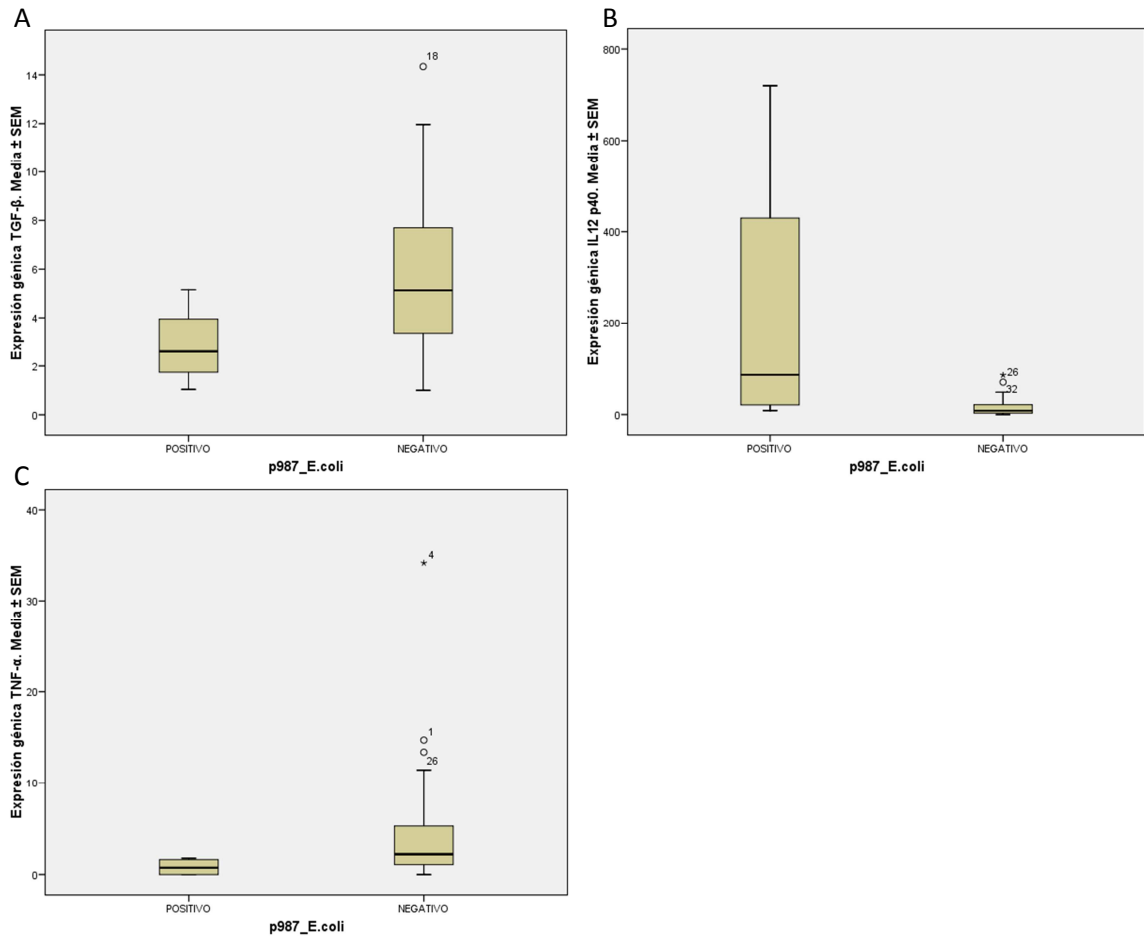 A
Expresión génica TGF-β. Media ± SEM
14
12
10
8
6
4
2
0
18
POSITIVO
NEGATIVO
p987_E.coli
B
Expresión génica IL12 p40. Media ± SEM
800
600
400
200
0
26
32
POSITIVO
NEGATIVO
p987_E.coli
C
Expresión génica TNF-α. Media ± SEM
40
30
20
10
0
4
1
26
POSITIVO
NEGATIVO
p987_E.coli